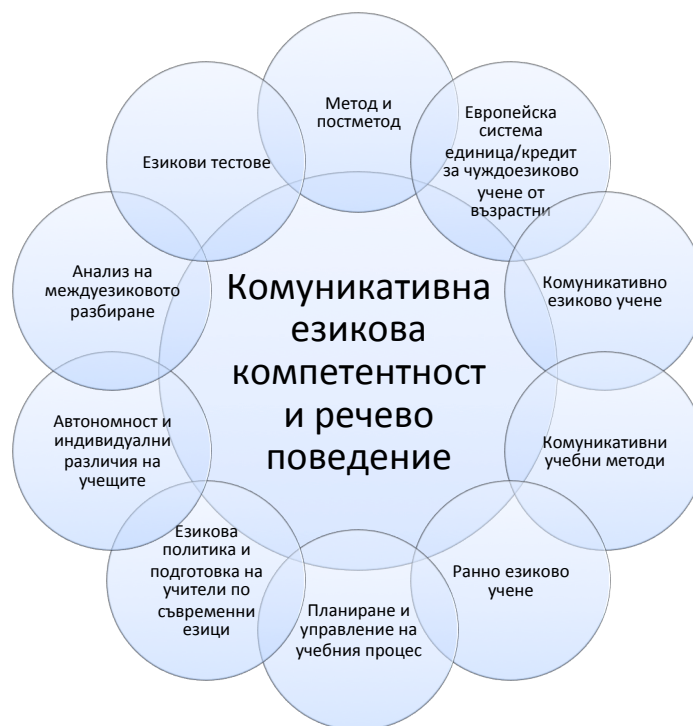 Метод и
постметод
Европейска
система
единица/кредит
за чуждоезиково
учене от
възрастни
Комуникативно
езиково учене
Комуникативни
учебни методи
Ранно езиково
учене
Планиране и
управление на
учебния процес
Езикова
политика и
подготовка на
учители по
съвременни
езици
Автономност и
индивидуални
различия на
учещите
Анализ на
междуезиковото
разбиране
Езикови тестове
Комуникативна
езикова
компетентност
и речево
поведение